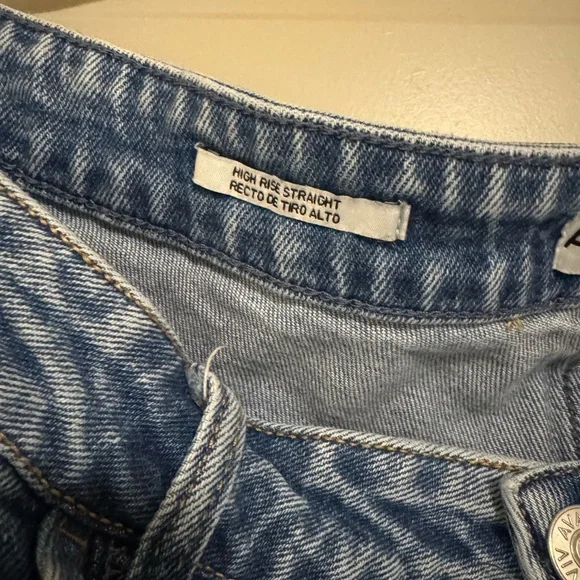 HIGH RISE STRAIGHT
RECTO DE TIRO ALTO